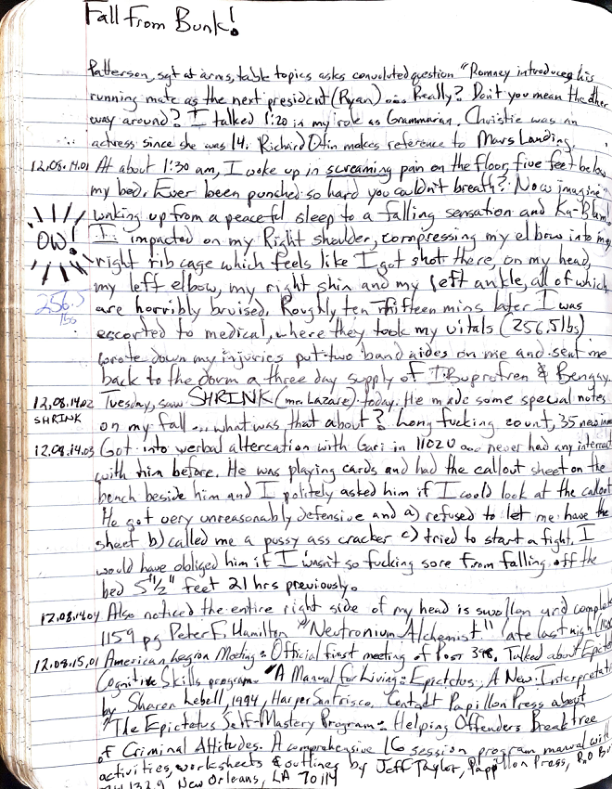 Fall from Bunk!
Patterson, sgt at arms, table topics asks convoluted question "Romney introduces his
running mate as the next president (Ryan) ... Really? Don't you mean the other
way around? I talked 1:20 in my role as Grammarian. Christie was an
actress since she was 14. Richard Otin makes reference to Mars Landing.
12.08.14.01 At about 1:30 am, I woke up in screaming pain on the floor, five feet below
my bed. Ever been punched so hard you couldn't breath? Now imagine
waking up from a peaceful sleep to a falling sensation and Ka-Blam
OW! I impacted on my Right shoulder, compressing my elbow into my
right rib cage which feels like I got shot there, on my head,
my left elbow, my right shin and my left ankle, all of which
256.5 lbs are horribly bruised. Roughly ten-fifteen mins later I was
escorted to medical, where they took my vitals (256.5 lbs)
wrote down my injuries put two band aides on me and sent me
back to the dorm a three day supply of Ibuprofren & Bengay.
12.08.14.02 Tuesday, saw SHRINK (mr. Lazare) today. He made some special notes
SHRINK on my fall... what was that about? Long fucking count, 35 new
12.08.14.03 Got into verbal altercation with Gari in 11020 ... never had any
with him before. He was playing cards and had the callout sheet on the
bench beside him and I politely asked him if I could look at the callout
He got very unreasonably defensive and a) refused to let me have the
sheet b) called me a pussy ass cracker c) tried to start a fight. I
would have obliged him if I wasn't so fucking sore from falling off the
bed 5"½" feet 21 hrs previously.
12.08.14.04 Also noticed the entire right side of my head is swollen and
1159 pg Peter F. Hamilton "Neutronium Alchemist" late last night
12.08.15.01 American Legion Meeting: Official first meeting of Post Talked about
Cognitive Skills program. "A Manual for Living: Epictetus, A New
by Sharon Lebell, 1994, Harper San Frisco. Contact Papillon Press about
"The Epictetus Self-Mastery Program: Helping Offenders Break free
of Criminal Attitudes. A comprehensive 16 session program manual with
activities, worksheets & outlines by Jeff Taylor, Papillon Press, P.O
New Orleans, LA 70114